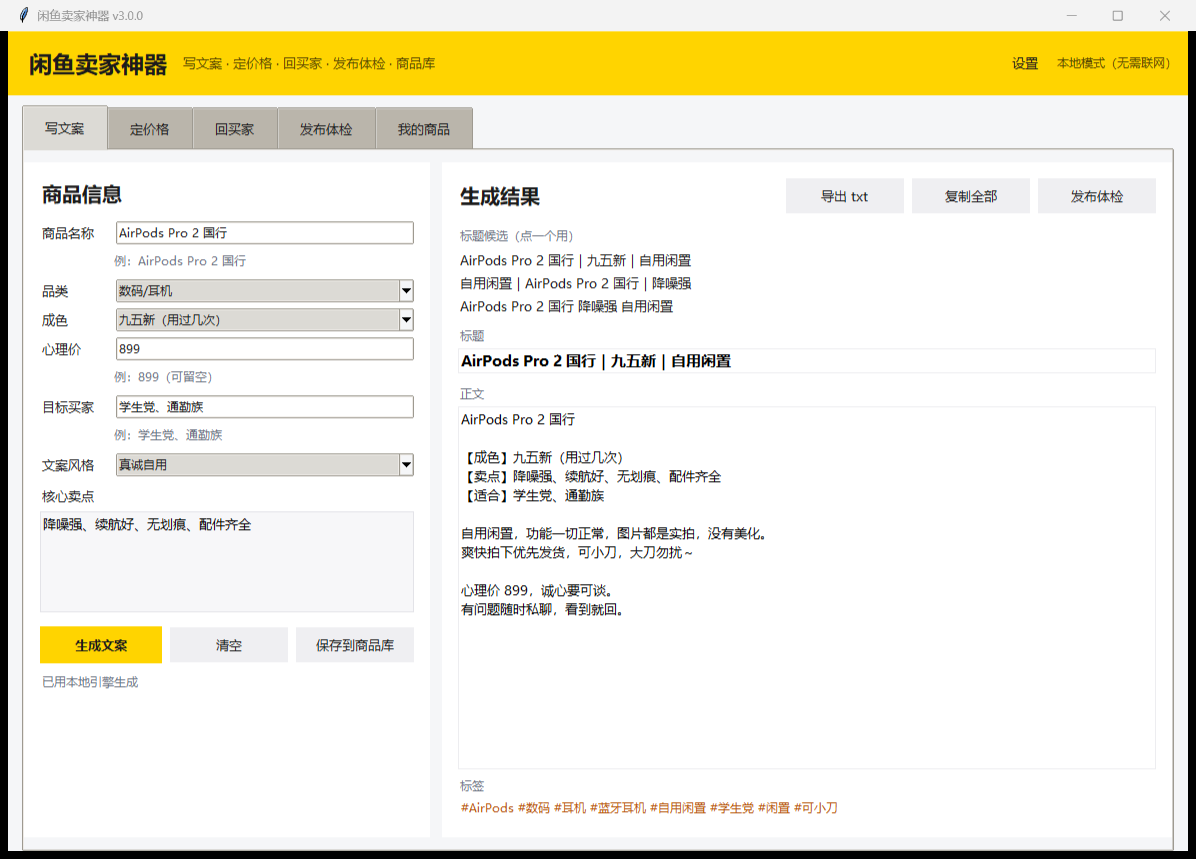 闲鱼卖家神器 v3.0.0
闲鱼卖家神器 写文案 · 定价格 · 回买家 · 发布体检 · 商品库 设置 本地模式（无需联网）
写文案 定价格 回买家 发布体检 我的商品
商品信息
商品名称 AirPods Pro 2 国行
例：AirPods Pro 2 国行
品类 数码/耳机
成色 九五新（用过几次）
心理价 899
例：899（可留空）
目标买家 学生党、通勤族
例：学生党、通勤族
文案风格 真诚自用
核心卖点
降噪强、续航好、无划痕、配件齐全
生成文案 清空 保存到商品库
已用本地引擎生成
生成结果 导出 txt 复制全部 发布体检
标题候选（点一个用）
AirPods Pro 2 国行｜九五新｜自用闲置
自用闲置｜AirPods Pro 2 国行｜降噪强
AirPods Pro 2 国行 降噪强 自用闲置
标题
AirPods Pro 2 国行｜九五新｜自用闲置
正文
AirPods Pro 2 国行
【成色】九五新（用过几次）
【卖点】降噪强、续航好、无划痕、配件齐全
【适合】学生党、通勤族
自用闲置，功能一切正常，图片都是实拍，没有美化。
爽快拍下优先发货，可小刀，大刀勿扰～
心理价 899，诚心要可谈。
有问题随时私聊，看到就回。
标签
#AirPods #数码 #耳机 #蓝牙耳机 #自用闲置 #学生党 #闲置 #可小刀